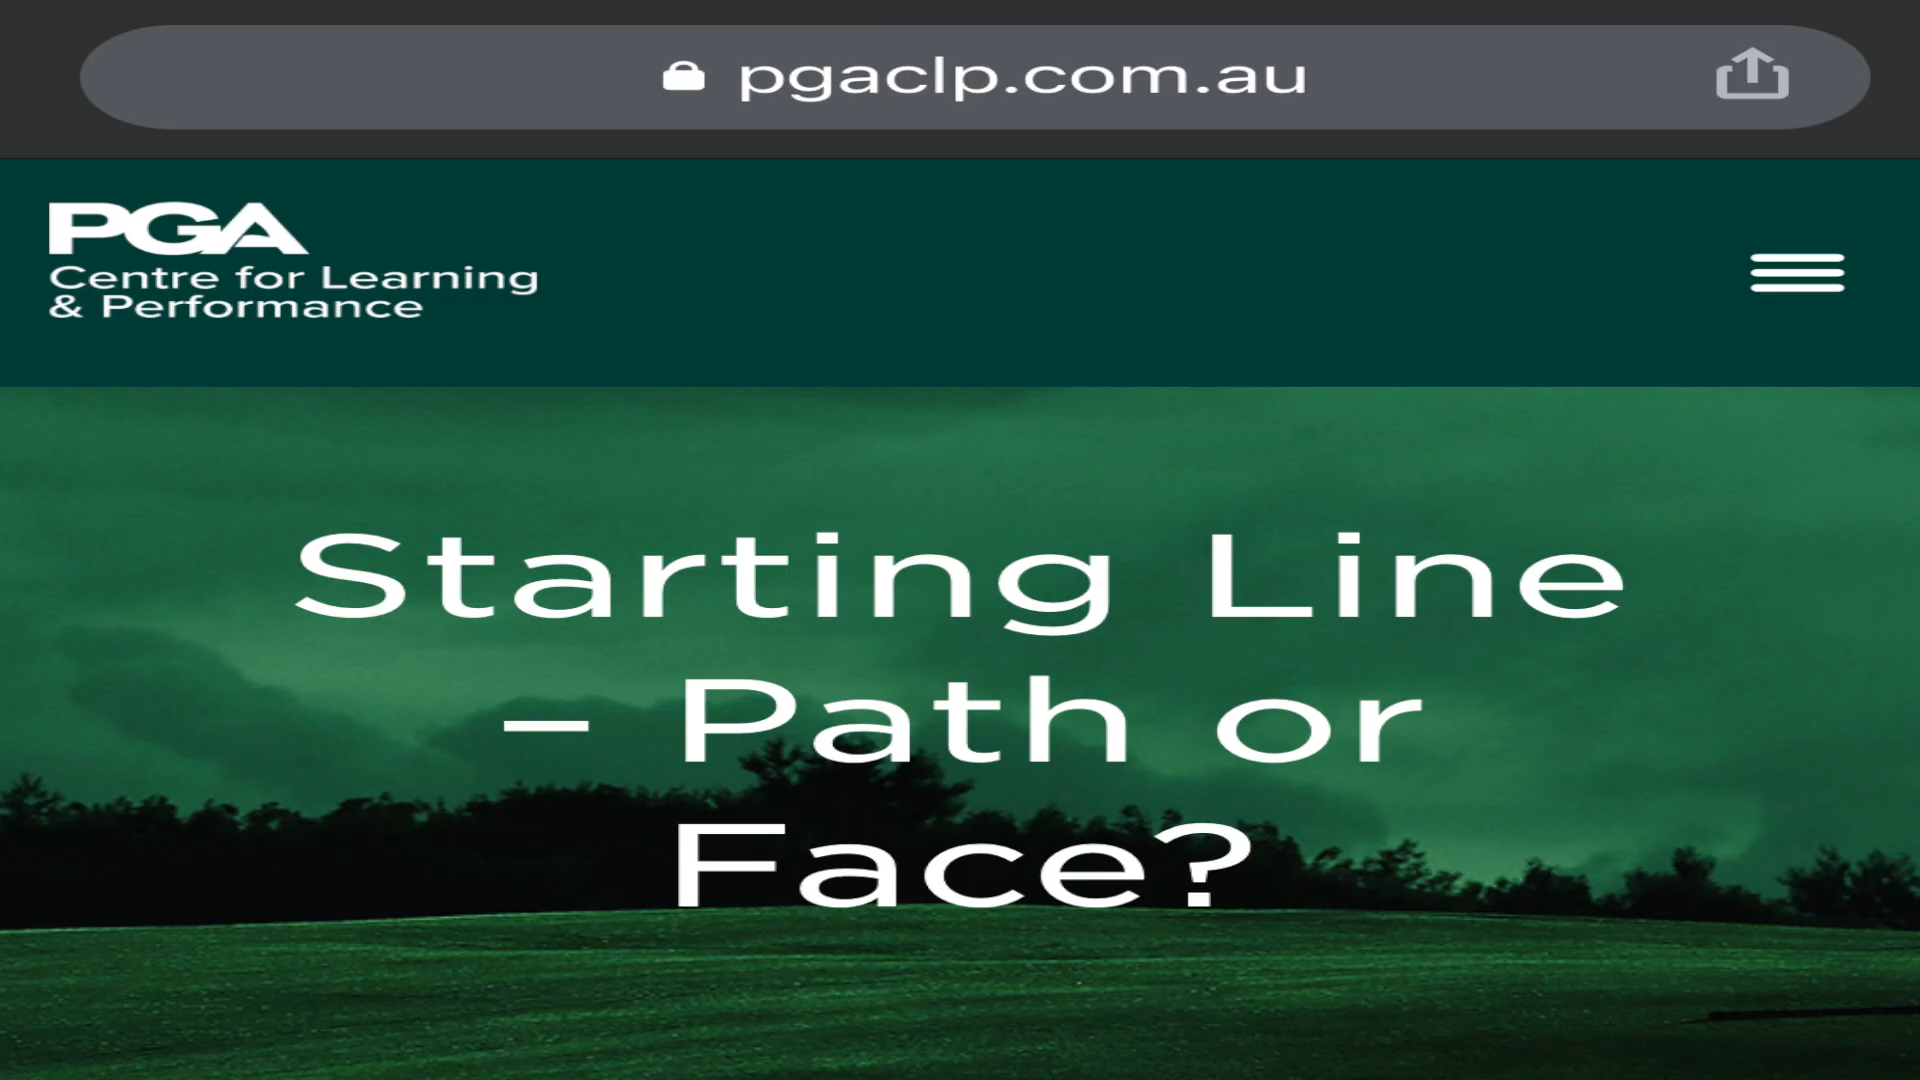 pgaclp.com.au
PGA
Centre for Learning
& Performance
Starting Line
– Path or
Face?